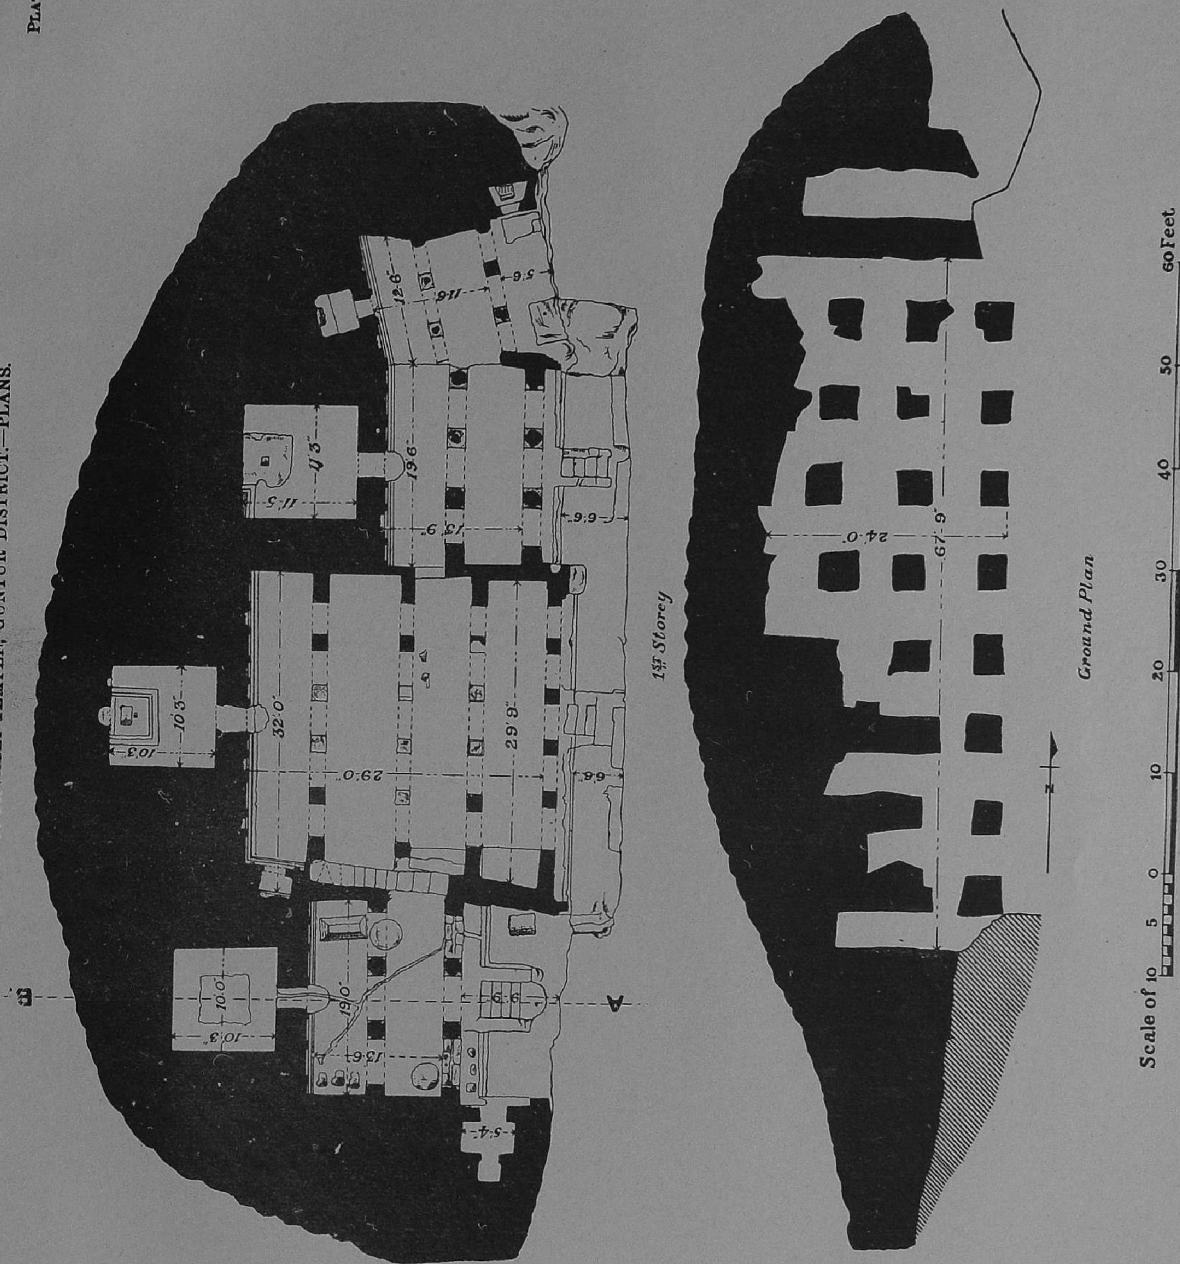 PLA
TEMPLE, GUNTUR DISTRICT.—PLANS.
B
12'·6"
11·6"
5'·6"
11'·5
11'·3"
19'·6"
13'·9"
6'·6"
10'·3"
10'·3"
32'·0"
29'·0"
29'·9"
6'·8"
10'·0"
10'·3"
19'·0"
13'·6"
9'·9"
5'·4"
A
1ST Storey
24'·0"
67'·9"
Ground Plan
N
Scale of 10 5 0 10 20 30 40 50 60 Feet